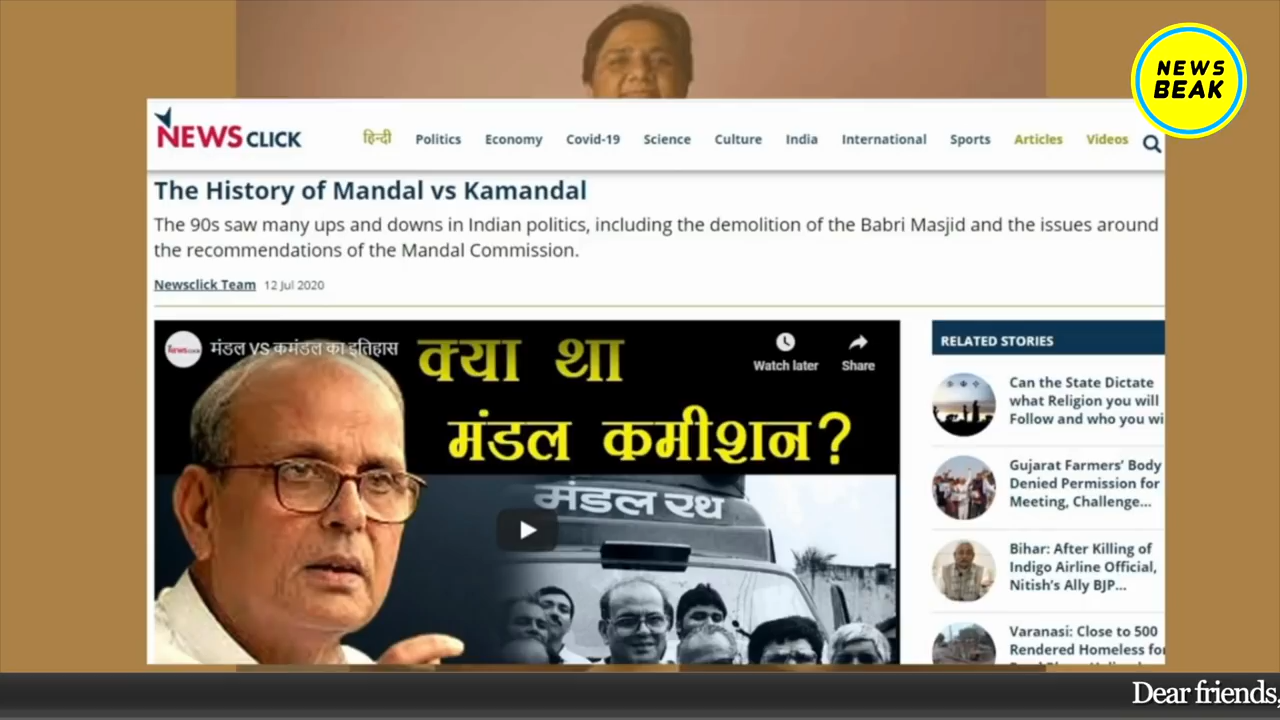 NEWS
BEAK
NEWSCLICK
हिन्दी Politics Economy Covid-19 Science Culture India International Sports Articles Videos
The History of Mandal vs Kamandal
The 90s saw many ups and downs in Indian politics, including the demolition of the Babri Masjid and the issues around
the recommendations of the Mandal Commission.
Newsclick Team 12 Jul 2020
मंडल VS कमंडल का इतिहास
Watch later
Share
क्या था
मंडल कमीशन?
मंडल रथ
RELATED STORIES
Can the State Dictate
what Religion you will
Follow and who you wi
Gujarat Farmers’ Body
Denied Permission for
Meeting, Challenge...
Bihar: After Killing of
Indigo Airline Official,
Nitish’s Ally BJP...
Varanasi: Close to 500
Rendered Homeless for
Dear friends,